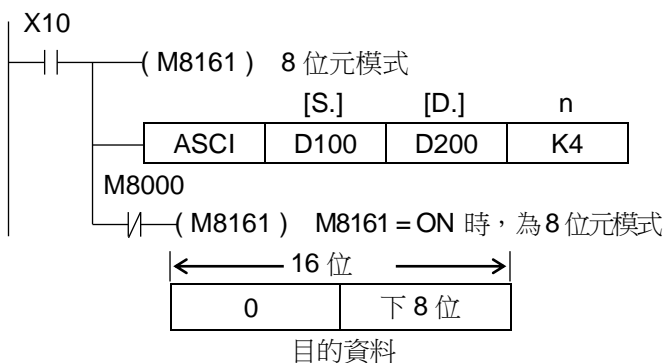 X10
( M8161 ) 8 位元模式
[S.] [D.] n
ASCI D100 D200 K4
M8000
( M8161 ) M8161 = ON 時，為 8 位元模式
16 位
0 下 8 位
目的資料